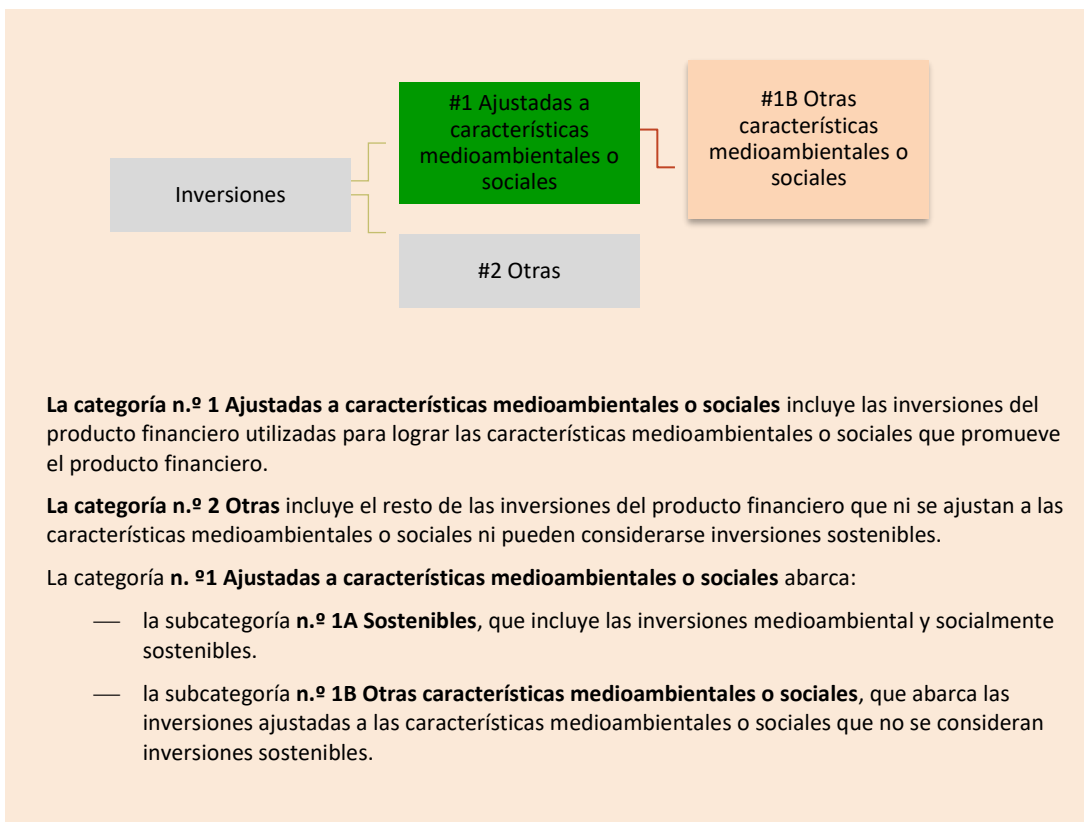 #1 Ajustadas a
características
medioambientales o
sociales
#1B Otras
características
medioambientales o
sociales
Inversiones
#2 Otras
La categoría n.º 1 Ajustadas a características medioambientales o sociales incluye las inversiones del
producto financiero utilizadas para lograr las características medioambientales o sociales que promueve
el producto financiero.
La categoría n.º 2 Otras incluye el resto de las inversiones del producto financiero que ni se ajustan a las
características medioambientales o sociales ni pueden considerarse inversiones sostenibles.
La categoría n. º1 Ajustadas a características medioambientales o sociales abarca:
— la subcategoría n.º 1A Sostenibles, que incluye las inversiones medioambiental y socialmente
sostenibles.
— la subcategoría n.º 1B Otras características medioambientales o sociales, que abarca las
inversiones ajustadas a las características medioambientales o sociales que no se consideran
inversiones sostenibles.